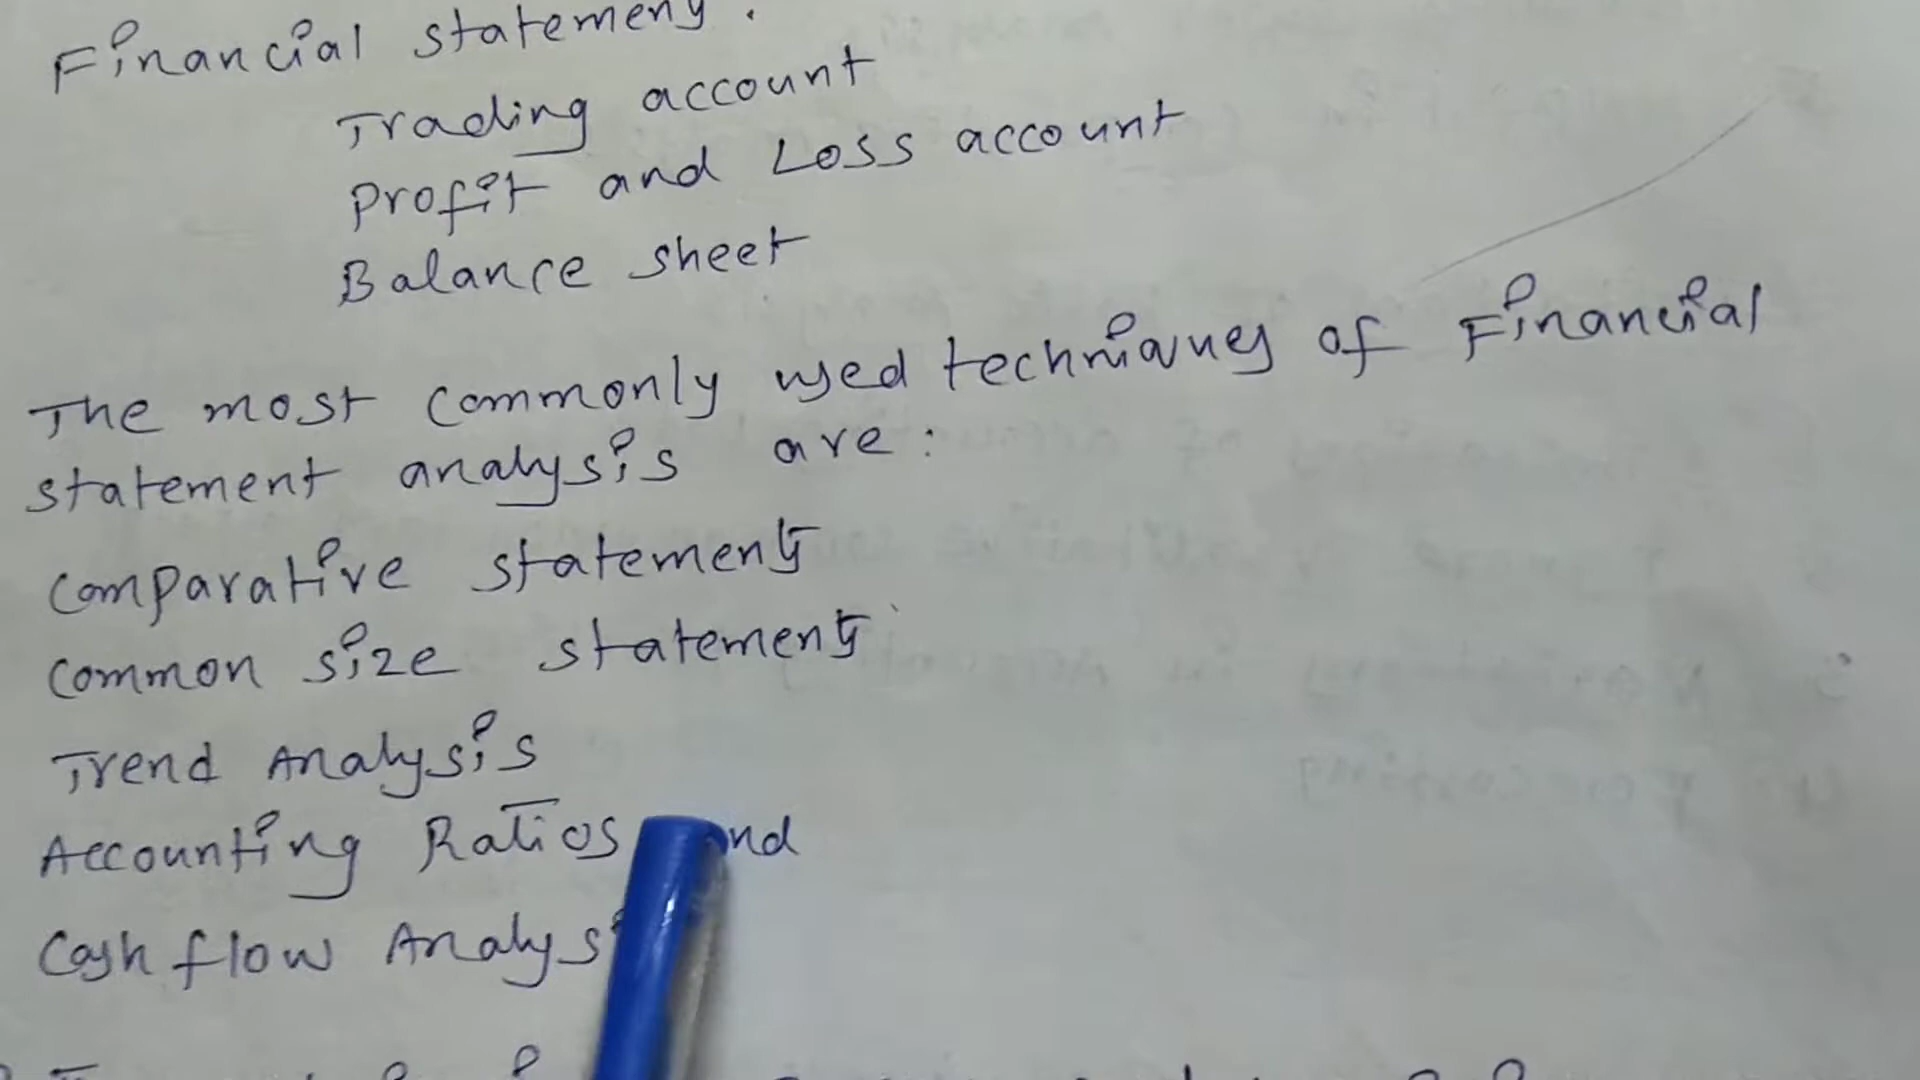 Financial statements.
Trading account
Profit and Loss account
Balance sheet
The most commonly used techniques of Financial
statement analysis are:
Comparative statements
Common size statements
Trend Analysis
Accounting Ratios and
Cash flow Analys